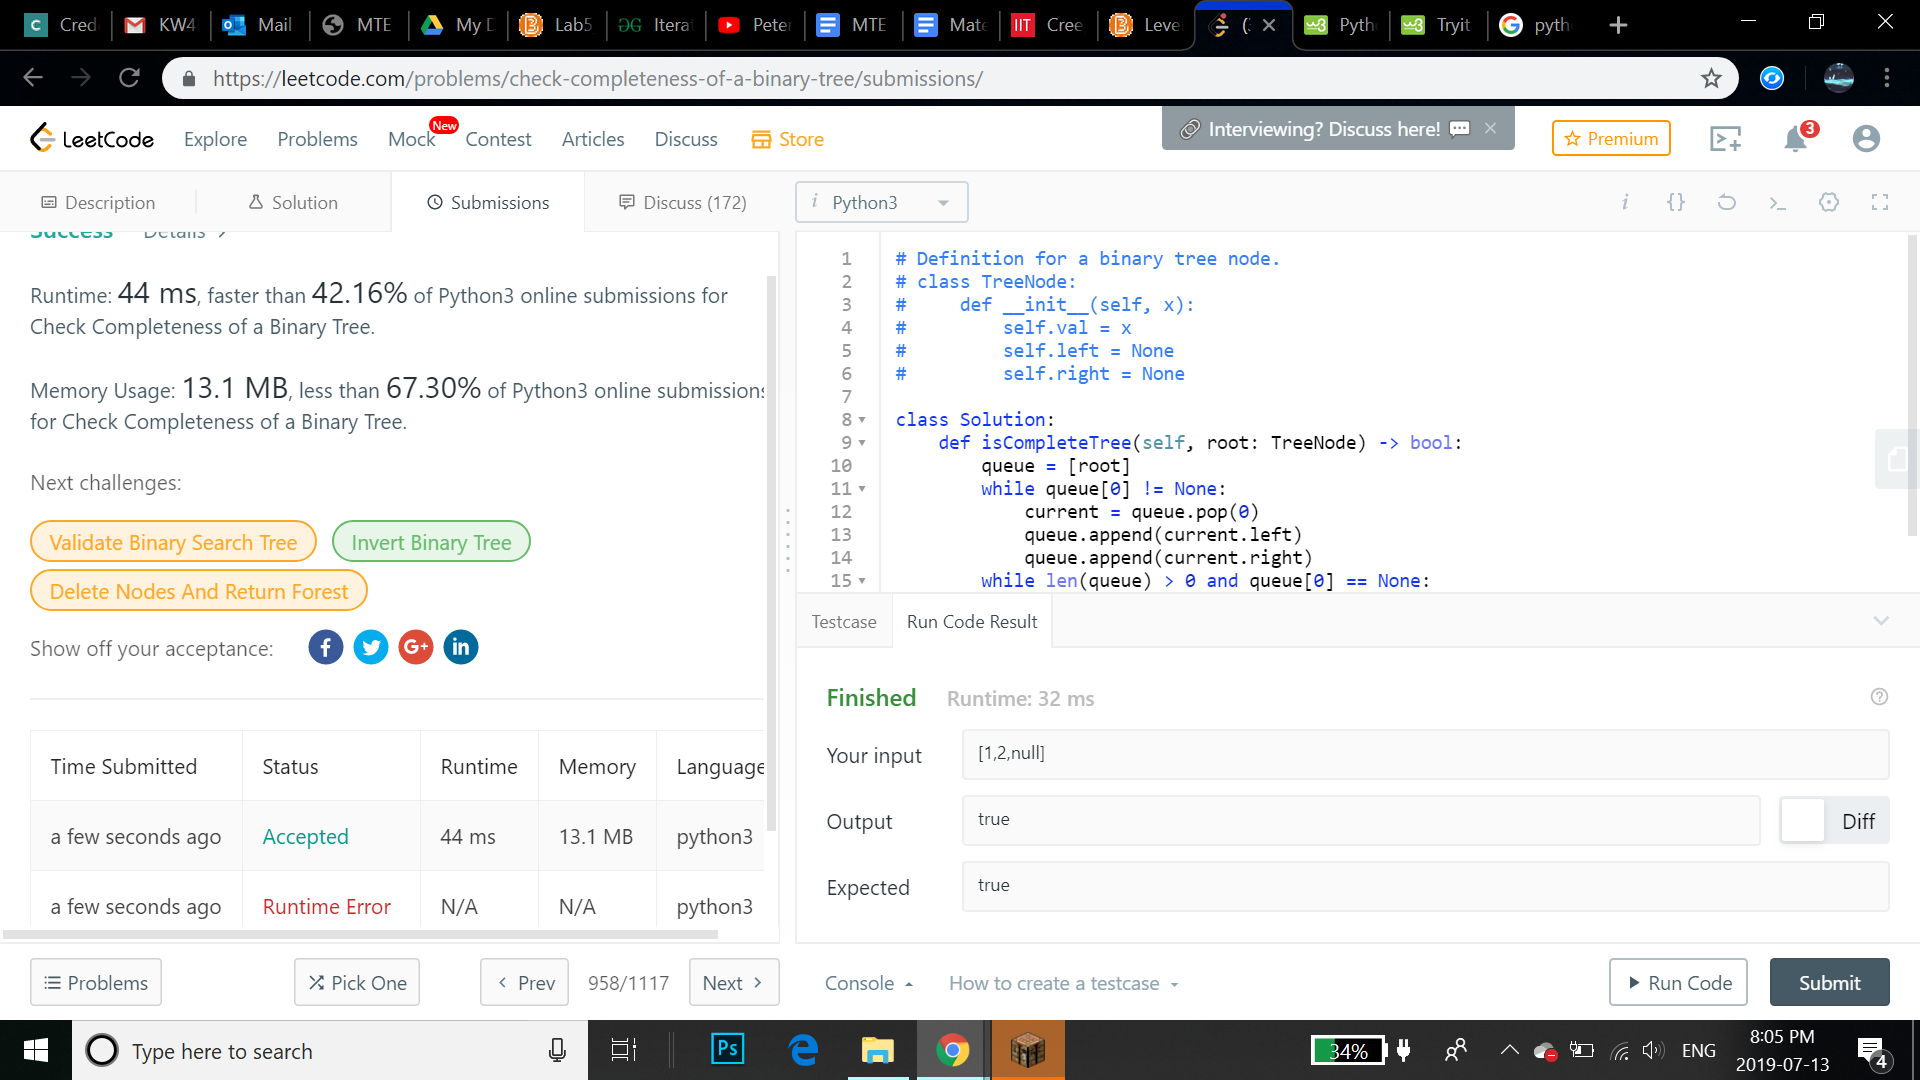 Cred
KW4
Mail
MTE
My D
Lab5
Itera
Peter
MTE
Mate
Cree
Leve
(:
Pyth
Tryit
pyth
https://leetcode.com/problems/check-completeness-of-a-binary-tree/submissions/
LeetCode
Explore
Problems
Mock
New
Contest
Articles
Discuss
Store
Interviewing? Discuss here!
Premium
3
Description
Solution
Submissions
Discuss (172)
i Python3
Success Details >
Runtime: 44 ms, faster than 42.16% of Python3 online submissions for
Check Completeness of a Binary Tree.
Memory Usage: 13.1 MB, less than 67.30% of Python3 online submissions
for Check Completeness of a Binary Tree.
Next challenges:
Validate Binary Search Tree
Invert Binary Tree
Delete Nodes And Return Forest
Show off your acceptance:
Time Submitted Status Runtime Memory Language
a few seconds ago Accepted 44 ms 13.1 MB python3
a few seconds ago Runtime Error N/A N/A python3
1 # Definition for a binary tree node.
2 # class TreeNode:
3 #     def __init__(self, x):
4 #         self.val = x
5 #         self.left = None
6 #         self.right = None
7
8 class Solution:
9     def isCompleteTree(self, root: TreeNode) -> bool:
10         queue = [root]
11         while queue[0] != None:
12             current = queue.pop(0)
13             queue.append(current.left)
14             queue.append(current.right)
15         while len(queue) > 0 and queue[0] == None:
Testcase
Run Code Result
Finished Runtime: 32 ms
Your input [1,2,null]
Output true Diff
Expected true
Problems
Pick One
< Prev
958/1117
Next >
Console
How to create a testcase
Run Code
Submit
Type here to search
Ps
34%
ENG
8:05 PM
2019-07-13
4